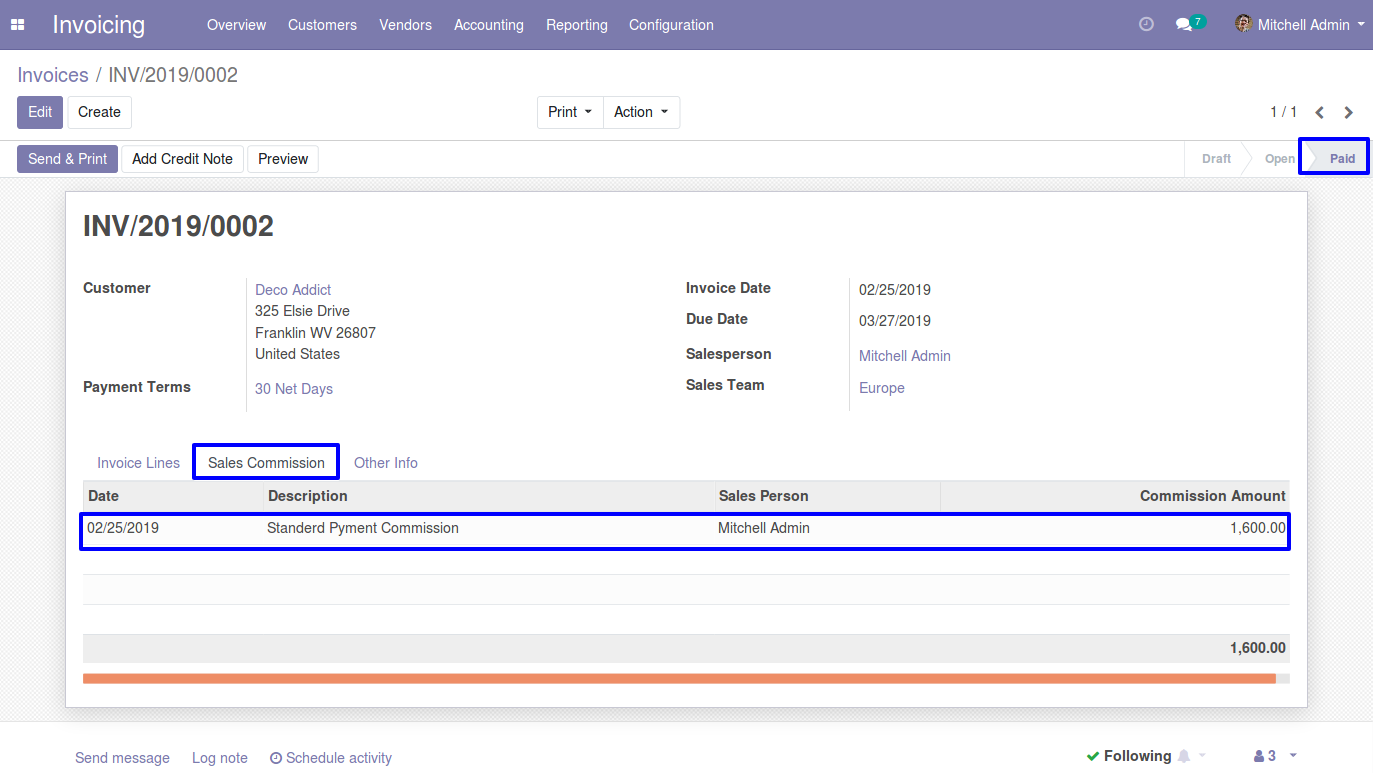 Invoicing Overview Customers Vendors Accounting Reporting Configuration 7 Mitchell Admin
Invoices / INV/2019/0002
Edit Create Print Action 1 / 1
Send & Print Add Credit Note Preview Draft Open Paid
INV/2019/0002
Customer Deco Addict Invoice Date 02/25/2019
325 Elsie Drive
Franklin WV 26807 Due Date 03/27/2019
United States Salesperson Mitchell Admin
Payment Terms 30 Net Days Sales Team Europe
Invoice Lines Sales Commission Other Info
Date Description Sales Person Commission Amount
02/25/2019 Standerd Pyment Commission Mitchell Admin 1,600.00
1,600.00
Send message Log note Schedule activity Following 3